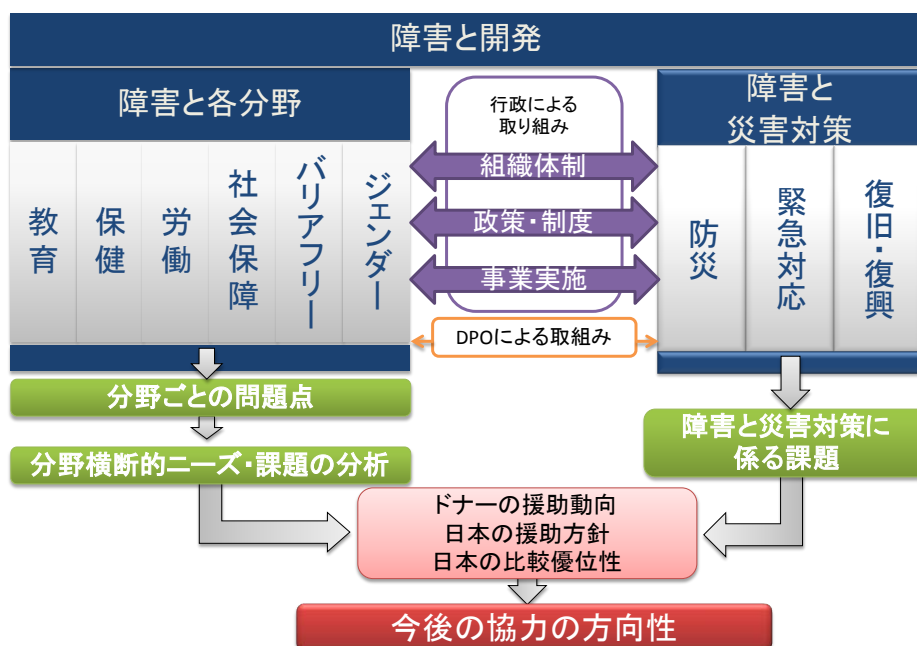 障害と開発
障害と各分野
教育
保健
労働
社会保障
バリアフリー
ジェンダー
行政による
取り組み
組織体制
政策・制度
事業実施
DPOによる取組み
障害と
災害対策
防災
緊急対応
復旧・復興
分野ごとの問題点
分野横断的ニーズ・課題の分析
障害と災害対策に
係る課題
ドナーの援助動向
日本の援助方針
日本の比較優位性
今後の協力の方向性